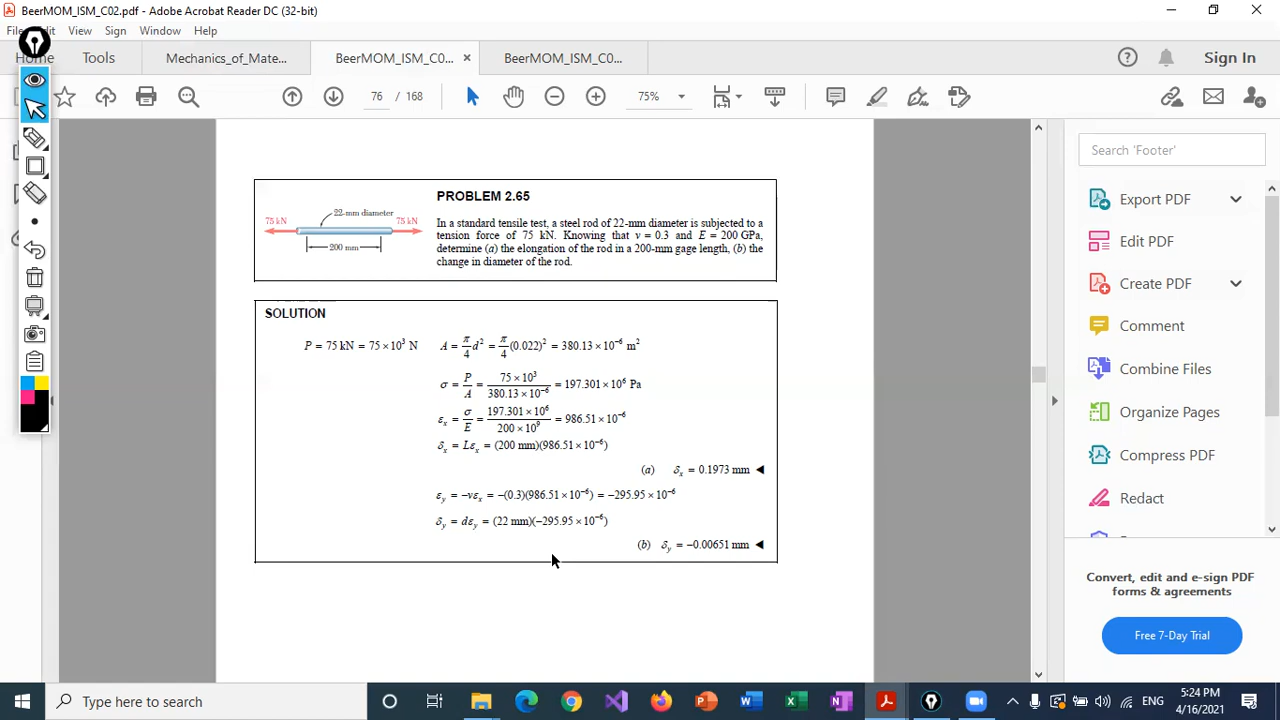 BeerMOM_ISM_C02.pdf - Adobe Acrobat Reader DC (32-bit)
View Sign Window Help
Home Tools Mechanics_of_Mate... BeerMOM_ISM_C0... × BeerMOM_ISM_C0... ? Sign In
76 / 168 75%
PROBLEM 2.65
75 kN 22-mm diameter 75 kN
200 mm
In a standard tensile test, a steel rod of 22-mm diameter is subjected to a
tension force of 75 kN. Knowing that ν = 0.3 and E = 200 GPa,
determine (a) the elongation of the rod in a 200-mm gage length, (b) the
change in diameter of the rod.
SOLUTION
P = 75 kN = 75 × 10³ N A = π/4 d² = π/4 (0.022)² = 380.13 × 10⁻⁶ m²
σ = P/A = 75 × 10³ / 380.13 × 10⁻⁶ = 197.301 × 10⁶ Pa
εₓ = σ/E = 197.301 × 10⁶ / 200 × 10⁹ = 986.51 × 10⁻⁶
δₓ = Lεₓ = (200 mm)(986.51 × 10⁻⁶)
(a) δₓ = 0.1973 mm ◄
ε_y = −νεₓ = −(0.3)(986.51 × 10⁻⁶) = −295.95 × 10⁻⁶
δ_y = dε_y = (22 mm)(−295.95 × 10⁻⁶)
(b) δ_y = −0.00651 mm ◄
Search 'Footer'
Export PDF
Edit PDF
Create PDF
Comment
Combine Files
Organize Pages
Compress PDF
Redact
Convert, edit and e-sign PDF
forms & agreements
Free 7-Day Trial
Type here to search
ENG
5:24 PM
4/16/2021